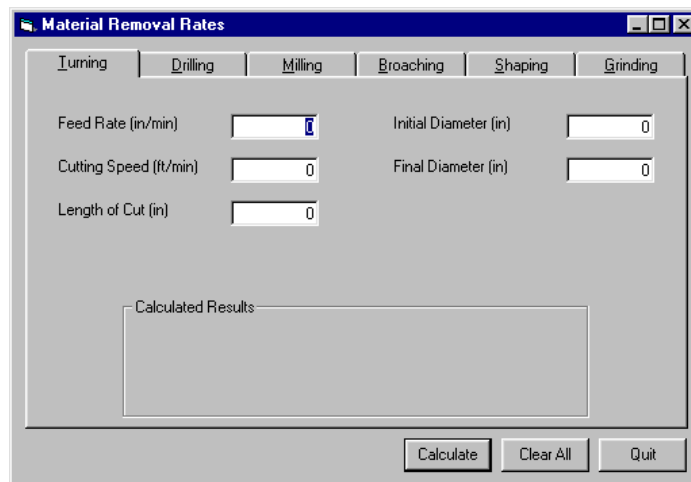 Material Removal Rates
Turning Drilling Milling Broaching Shaping Grinding
Feed Rate (in/min) 0 Initial Diameter (in) 0
Cutting Speed (ft/min) 0 Final Diameter (in) 0
Length of Cut (in) 0
Calculated Results
Calculate Clear All Quit